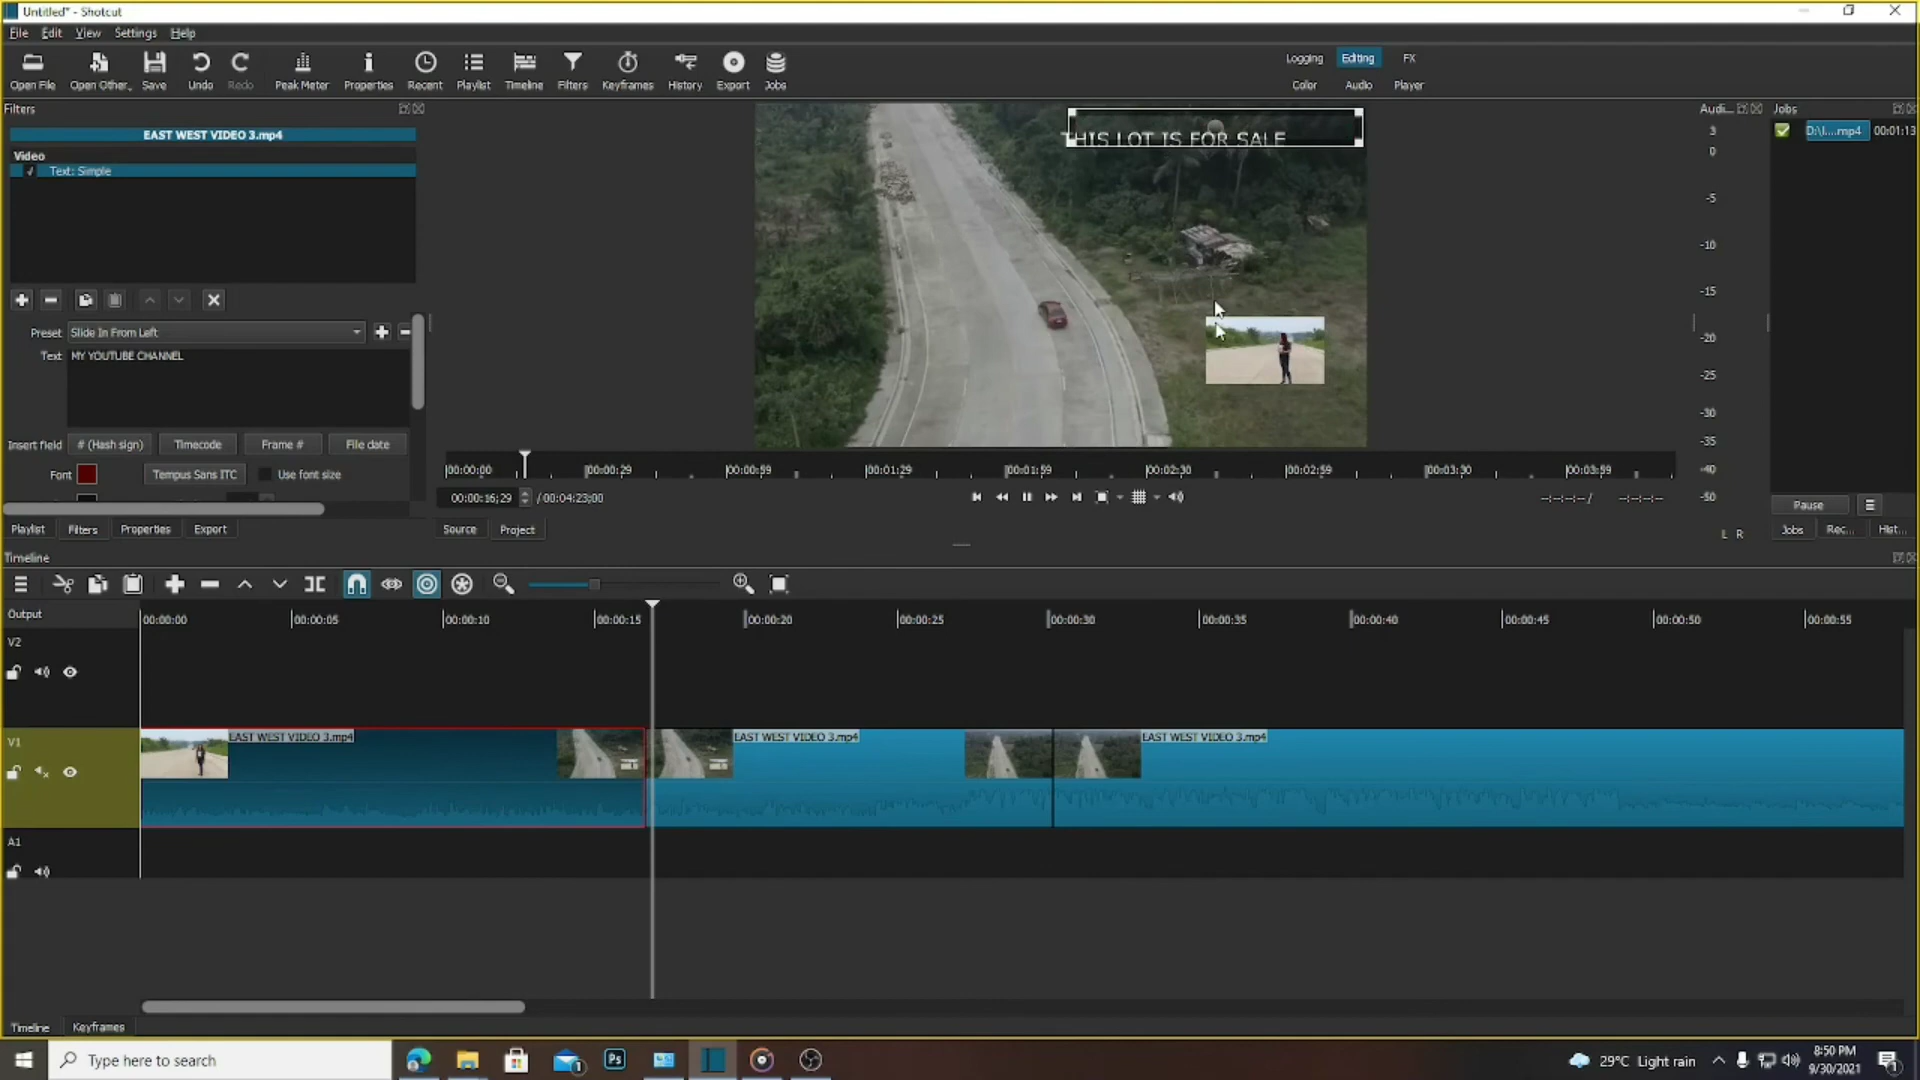 Untitled* - Shotcut
File Edit View Settings Help
Open File Open Other... Save Undo Redo Peak Meter Properties Recent Playlist Timeline Filters Keyframes History Export Jobs
Logging Editing FX
Color Audio Player
Filters
EAST WEST VIDEO 3.mp4
Video
Text: Simple
Preset Slide In From Left
Text MY YOUTUBE CHANNEL
Insert field # (Hash sign) Timecode Frame # File date
Font Tempus Sans ITC Use font size
Playlist Filters Properties Export
THIS LOT IS FOR SALE
00:00:00 00:00:29 00:00:59 00:01:29 00:01:59 00:02:30 00:02:59 00:03:30 00:03:59
00:00:16;29 / 00:04:23;00 --:--:--:-- / --:--:--:--
Source Project
Audi...
3
0
-5
-10
-15
-20
-25
-30
-35
-40
-50
L R
Jobs
D:\I....mp4 00:01:13
Pause
Jobs Rec... Hist...
Timeline
Output
00:00:00 00:00:05 00:00:10 00:00:15 00:00:20 00:00:25 00:00:30 00:00:35 00:00:40 00:00:45 00:00:50 00:00:55
V2
V1
EAST WEST VIDEO 3.mp4 EAST WEST VIDEO 3.mp4 EAST WEST VIDEO 3.mp4
A1
Timeline Keyframes
Type here to search
Ps
1
29°C Light rain
8:50 PM
9/30/2021
1